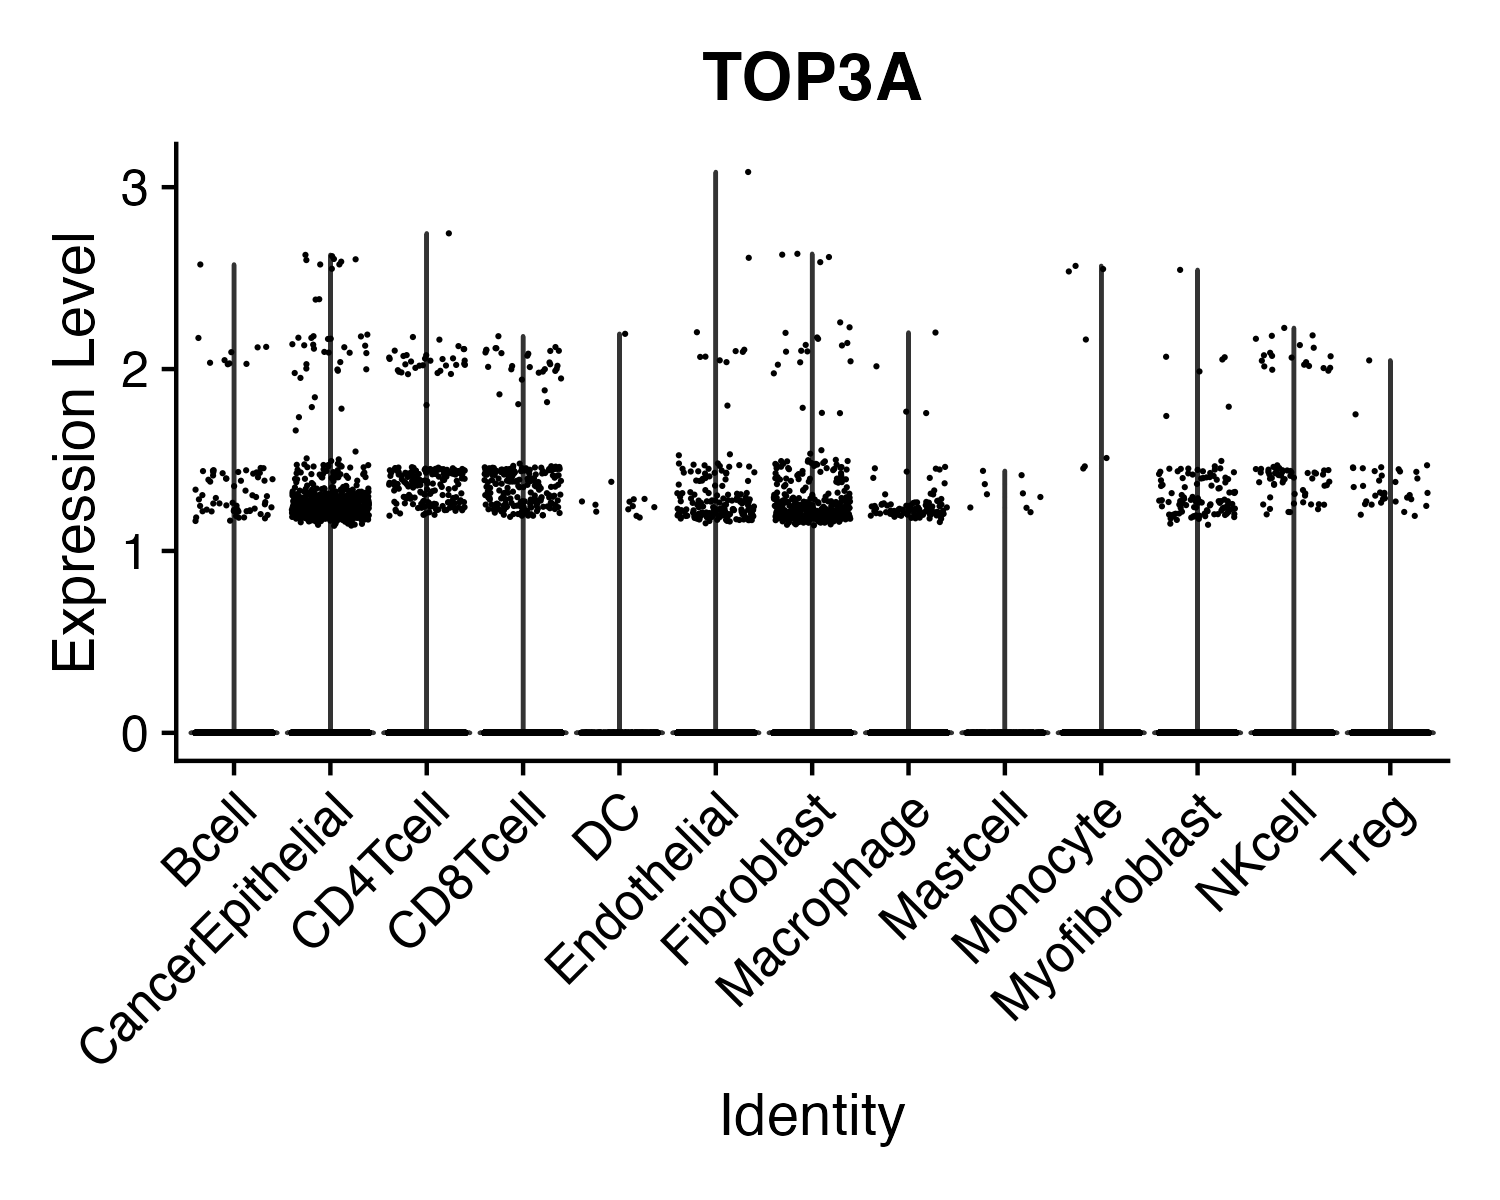 TOP3A
Expression Level
3
2
1
0
Bcell
CancerEpithelial
CD4Tcell
CD8Tcell
DC
Endothelial
Fibroblast
Macrophage
Mastcell
Monocyte
Myofibroblast
NKcell
Treg
Identity